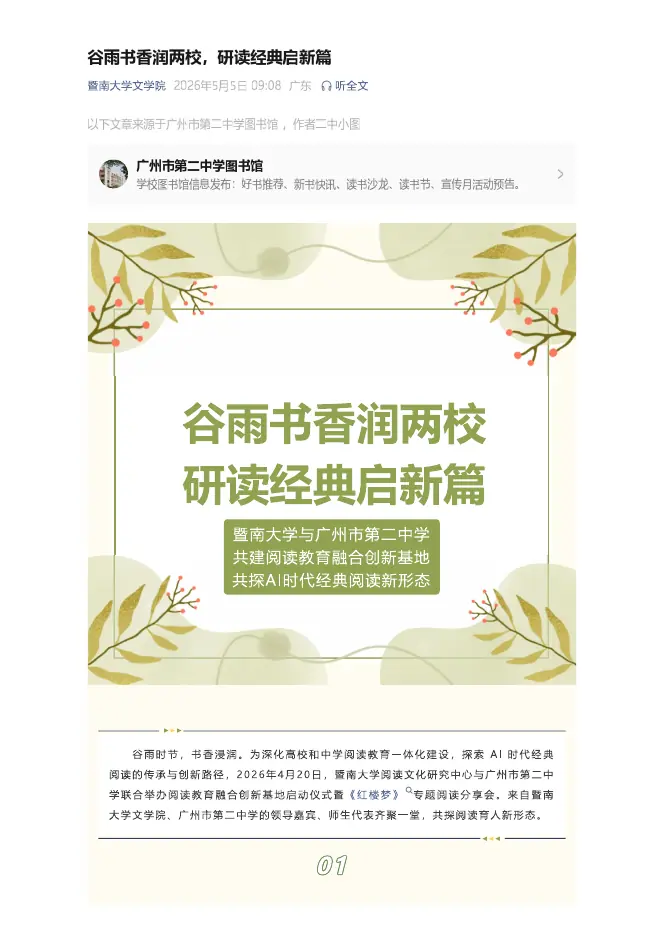 谷雨书香润两校，研读经典启新篇
暨南大学文学院 2026年5月5日 09:08 广东 听全文
以下文章来源于广州市第二中学图书馆 ，作者二中小图
广州市第二中学图书馆
学校图书馆信息发布：好书推荐、新书快讯、读书沙龙、读书节、宣传月活动预告。
谷雨书香润两校
研读经典启新篇
暨南大学与广州市第二中学
共建阅读教育融合创新基地
共探AI时代经典阅读新形态
谷雨时节，书香浸润。为深化高校和中学阅读教育一体化建设，探索 AI 时代经典
阅读的传承与创新路径，2026年4月20日，暨南大学阅读文化研究中心与广州市第二中
学联合举办阅读教育融合创新基地启动仪式暨《红楼梦》专题阅读分享会。来自暨南
大学文学院、广州市第二中学的领导嘉宾、师生代表齐聚一堂，共探阅读育人新形态。
01